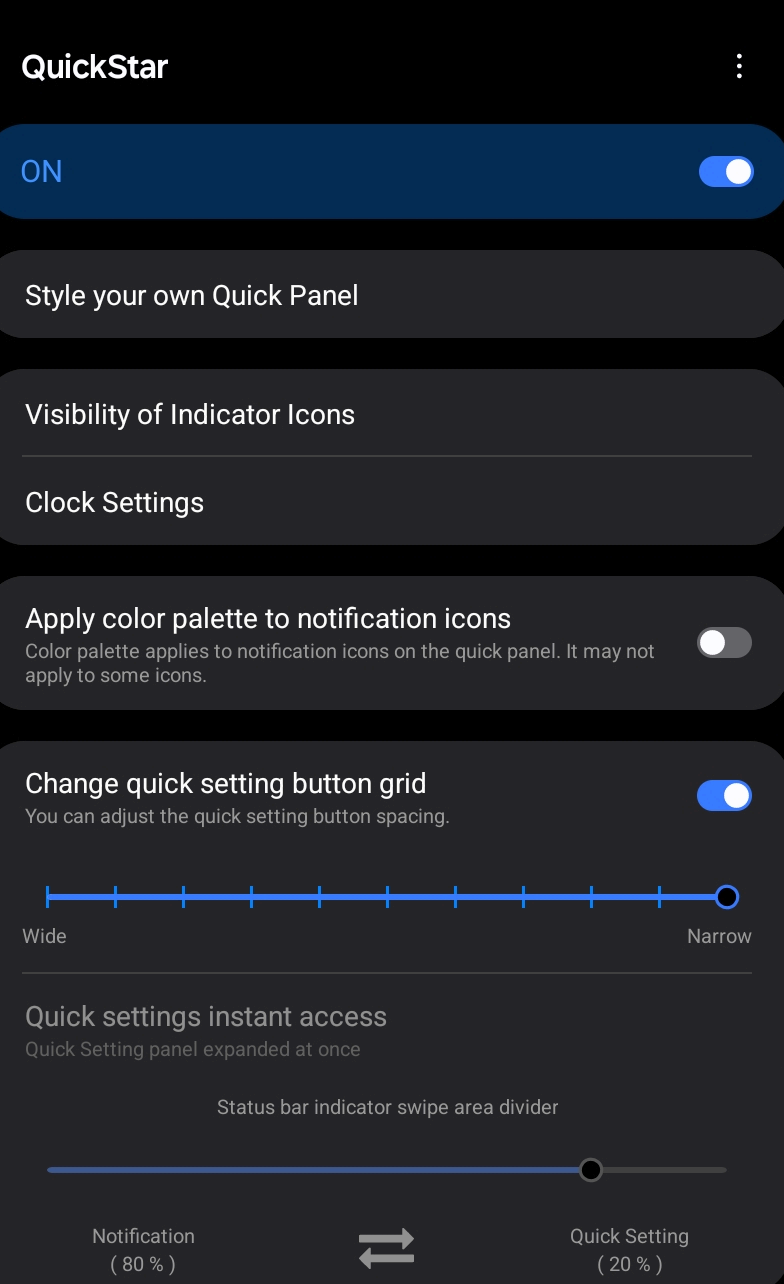 QuickStar
ON
Style your own Quick Panel
Visibility of Indicator Icons
Clock Settings
Apply color palette to notification icons
Color palette applies to notification icons on the quick panel. It may not
apply to some icons.
Change quick setting button grid
You can adjust the quick setting button spacing.
Wide
Narrow
Quick settings instant access
Quick Setting panel expanded at once
Status bar indicator swipe area divider
Notification
Quick Setting
( 80 % )
( 20 % )